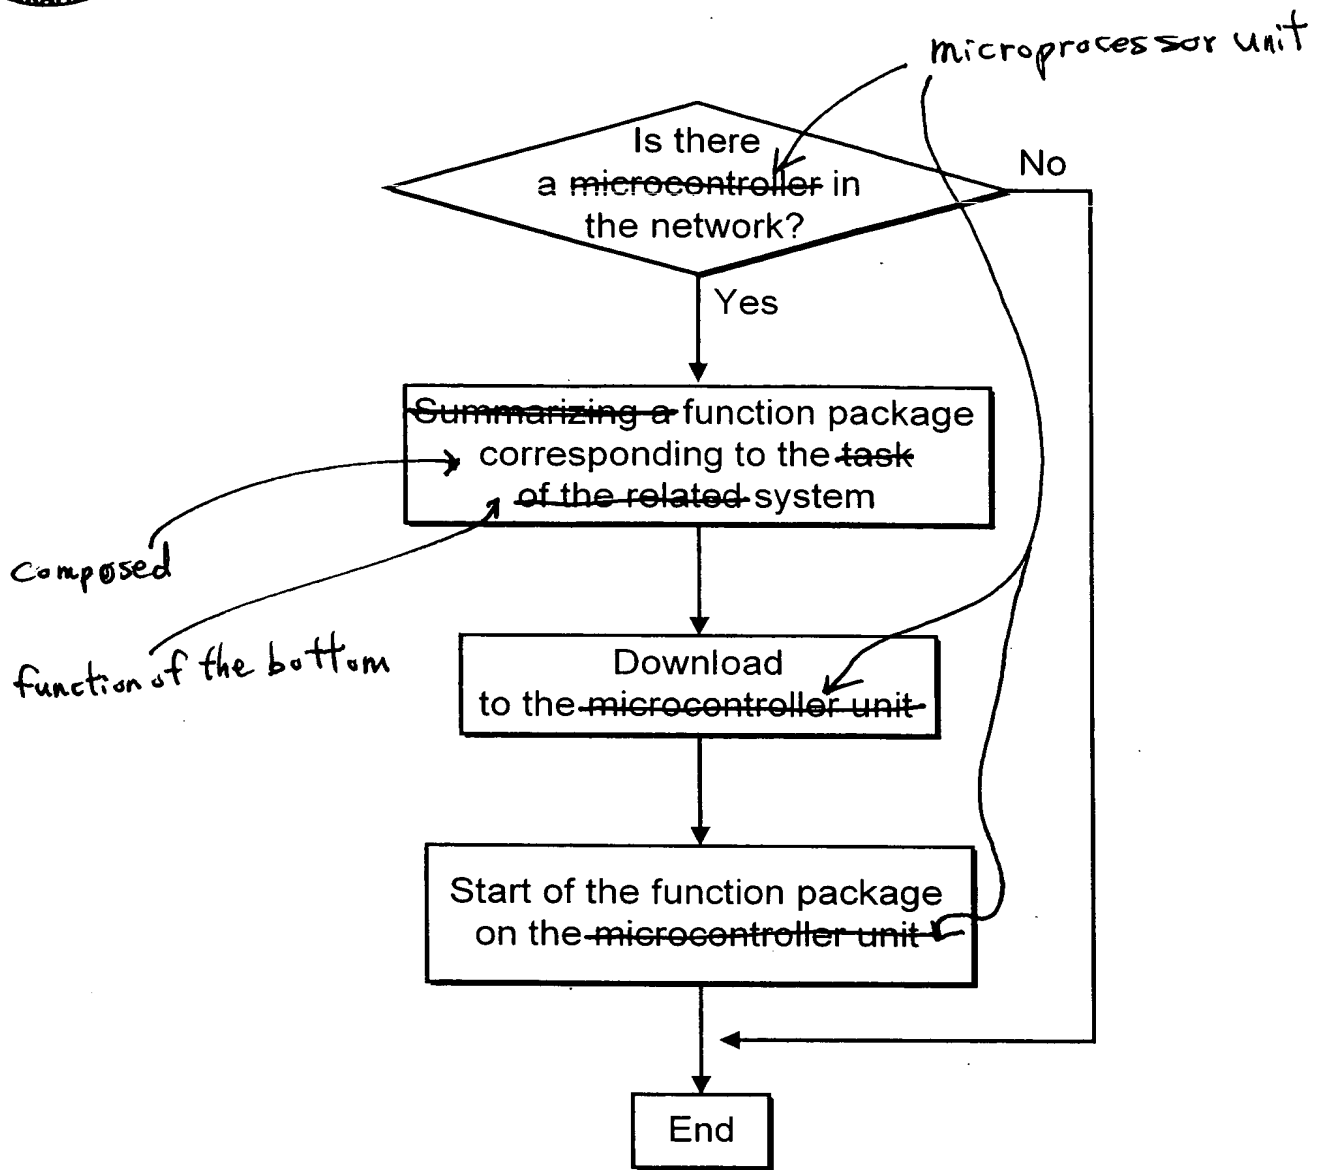 microprocessor unit
Is there
a microcontroller in
the network?
No
Yes
Summarizing a function package
corresponding to the task
of the related system
composed
function of the bottom
Download
to the microcontroller unit
Start of the function package
on the microcontroller unit
End